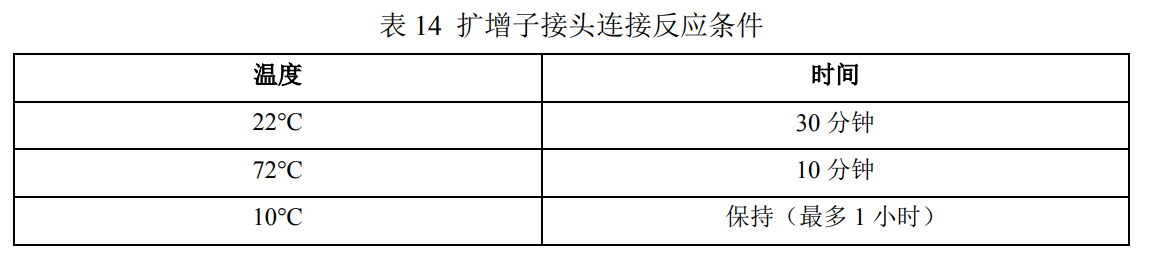 表 14 扩增子接头连接反应条件
温度 时间
22°C 30 分钟
72°C 10 分钟
10°C 保持（最多 1 小时）